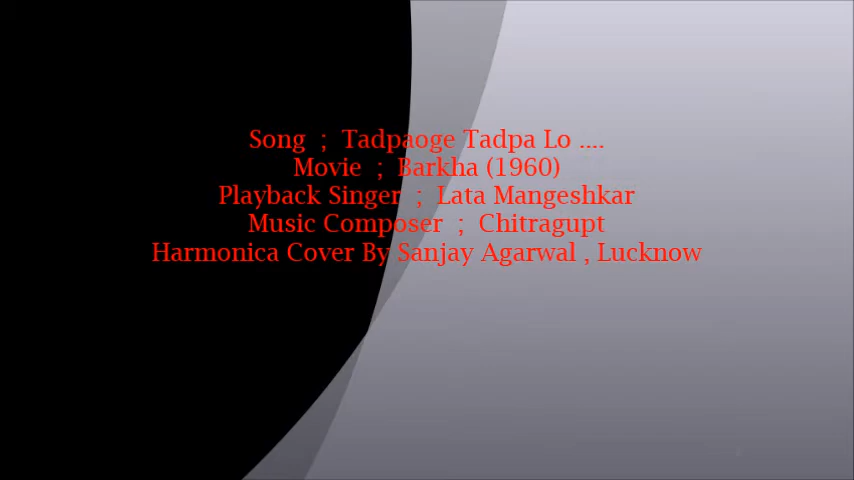 Song ; Tadpaoge Tadpa Lo ....
Movie ; Barkha (1960)
Playback Singer ; Lata Mangeshkar
Music Composer ; Chitragupt
Harmonica Cover By Sanjay Agarwal , Lucknow